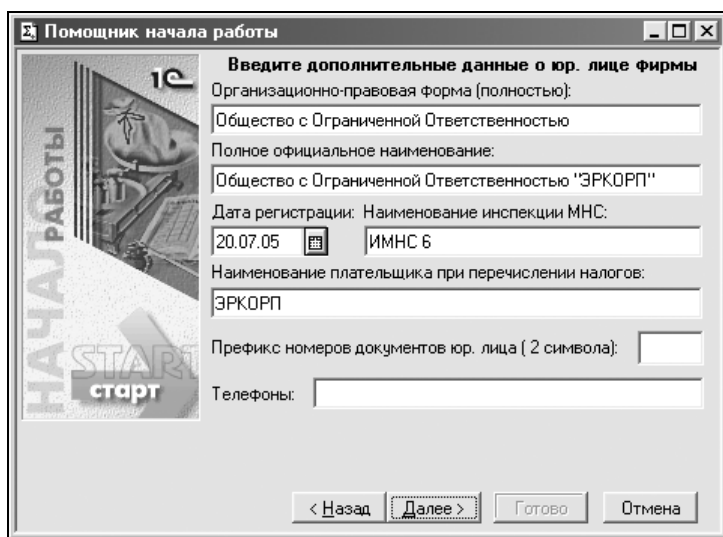 Помощник начала работы
1С
НАЧАЛО
РАБОТЫ
START
старт
Введите дополнительные данные о юр. лице фирмы
Организационно-правовая форма (полностью):
Общество с Ограниченной Ответственностью
Полное официальное наименование:
Общество с Ограниченной Ответственностью "ЭРКОРП"
Дата регистрации: Наименование инспекции МНС:
20.07.05 ИМНС 6
Наименование плательщика при перечислении налогов:
ЭРКОРП
Префикс номеров документов юр. лица ( 2 символа):
Телефоны:
< Назад Далее > Готово Отмена